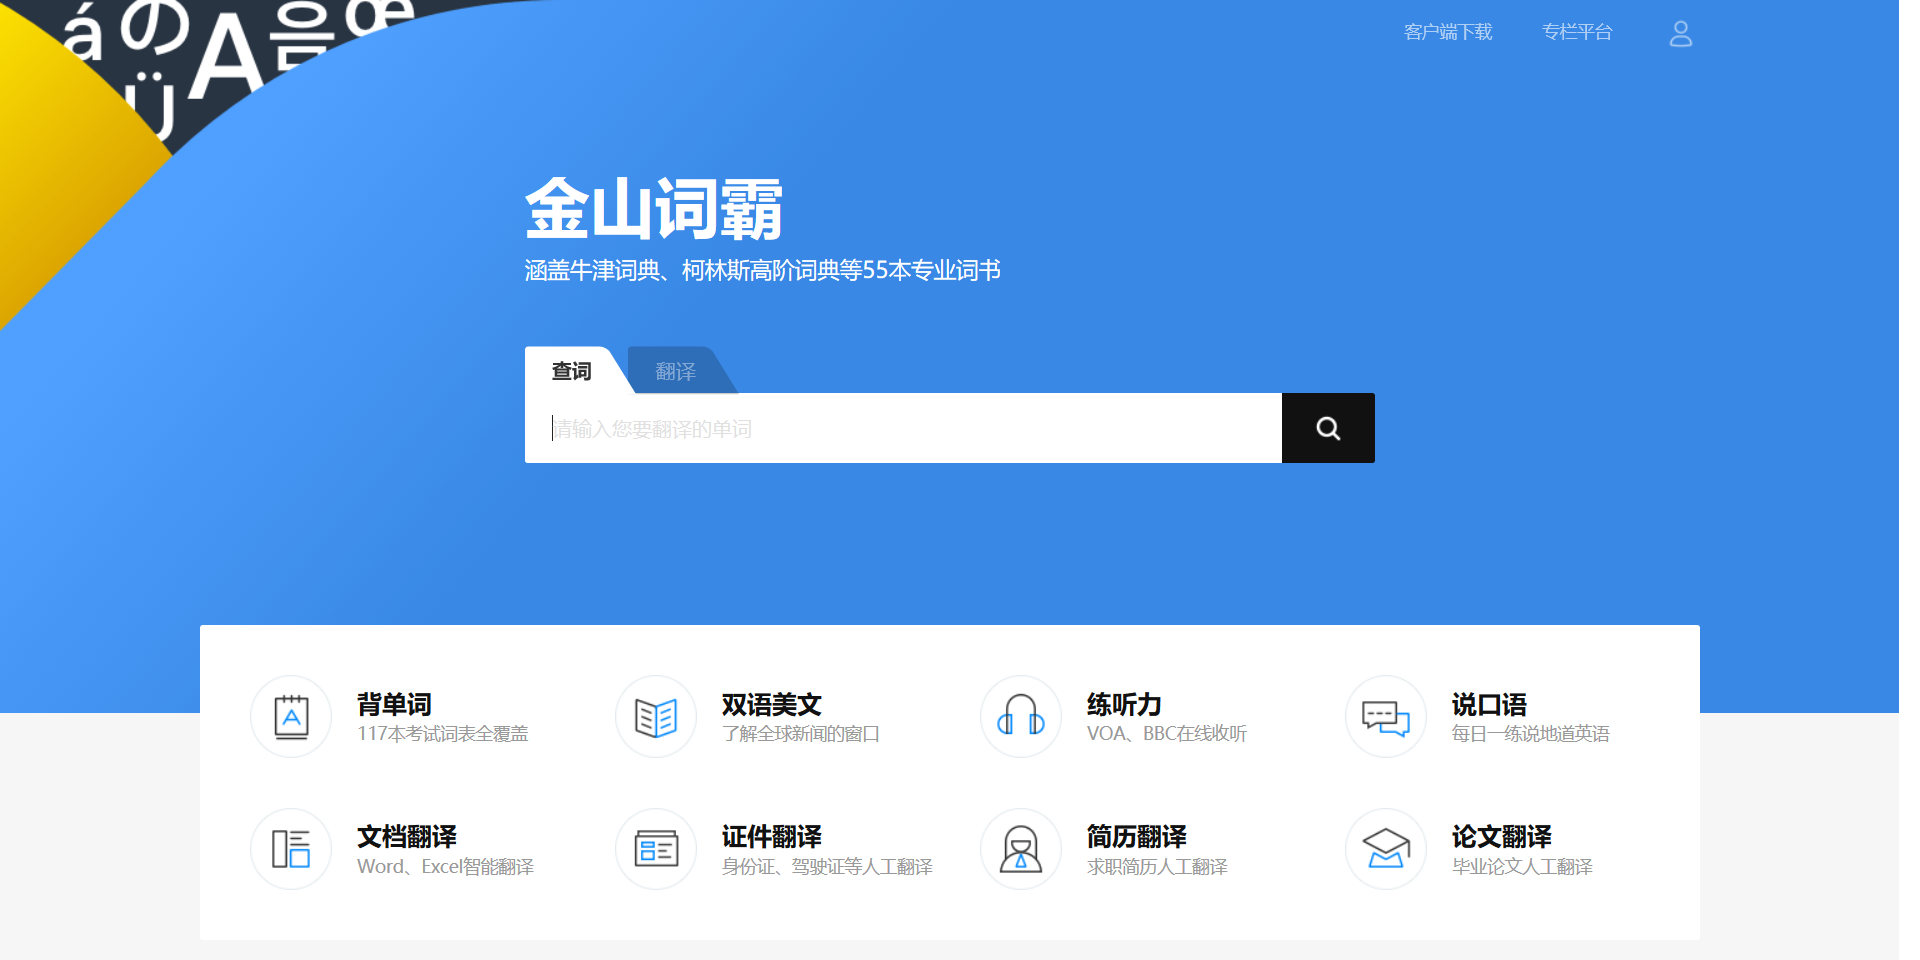 á の A 음 œ
Ü
客户端下载 专栏平台
金山词霸
涵盖牛津词典、柯林斯高阶词典等55本专业词书
查词 翻译
请输入您要翻译的单词
背单词
117本考试词表全覆盖
双语美文
了解全球新闻的窗口
练听力
VOA、BBC在线收听
说口语
每日一练说地道英语
文档翻译
Word、Excel智能翻译
证件翻译
身份证、驾驶证等人工翻译
简历翻译
求职简历人工翻译
论文翻译
毕业论文人工翻译